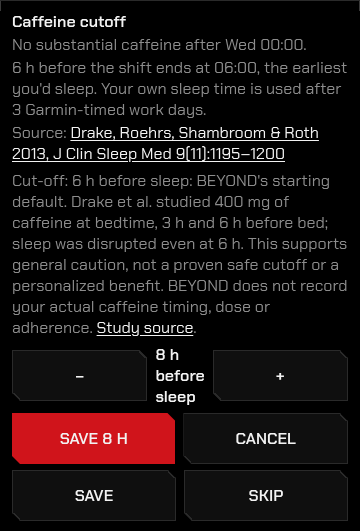 Caffeine cutoff
No substantial caffeine after Wed 00:00.
6 h before the shift ends at 06:00, the earliest
you'd sleep. Your own sleep time is used after
3 Garmin-timed work days.
Source: Drake, Roehrs, Shambroom & Roth
2013, J Clin Sleep Med 9(11):1195–1200
Cut-off: 6 h before sleep: BEYOND's starting
default. Drake et al. studied 400 mg of
caffeine at bedtime, 3 h and 6 h before bed;
sleep was disrupted even at 6 h. This supports
general caution, not a proven safe cutoff or a
personalized benefit. BEYOND does not record
your actual caffeine timing, dose or
adherence. Study source.
–
8 h
before
sleep
+
SAVE 8 H
CANCEL
SAVE
SKIP